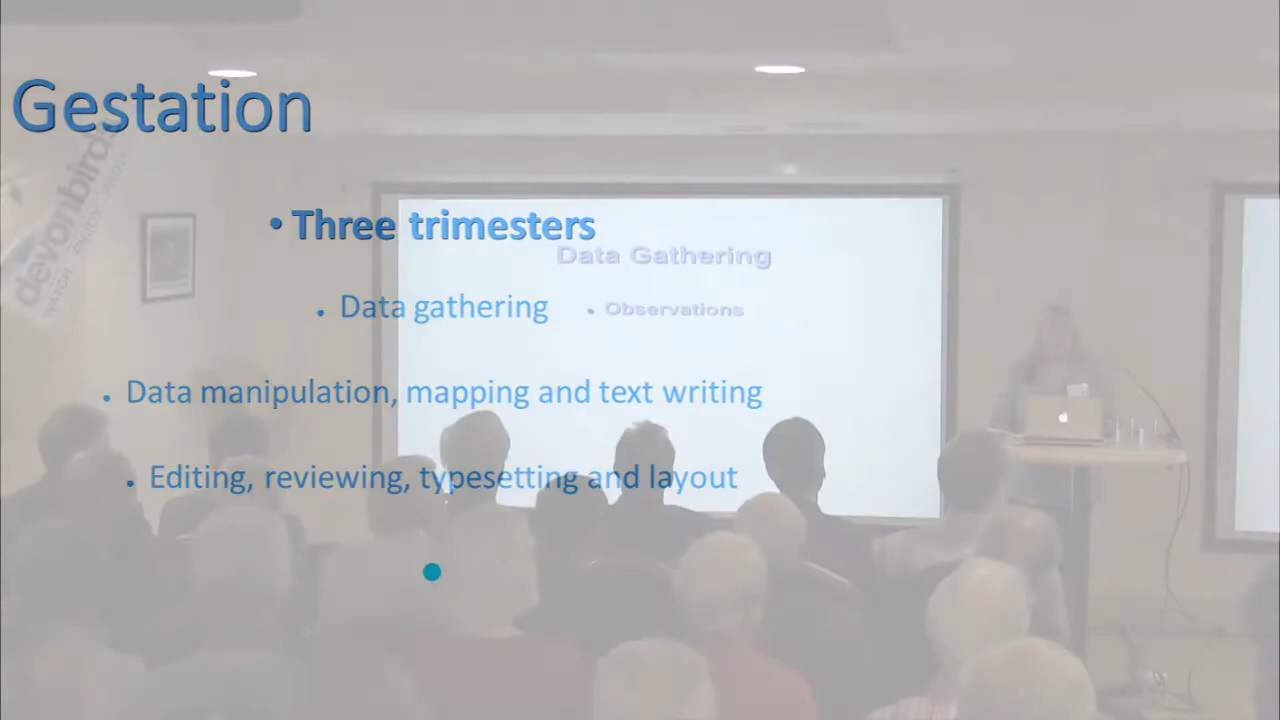 Gestation
• Three trimesters
Data Gathering
• Data gathering
• Observations
• Data manipulation, mapping and text writing
• Editing, reviewing, typesetting and layout
devonbirds